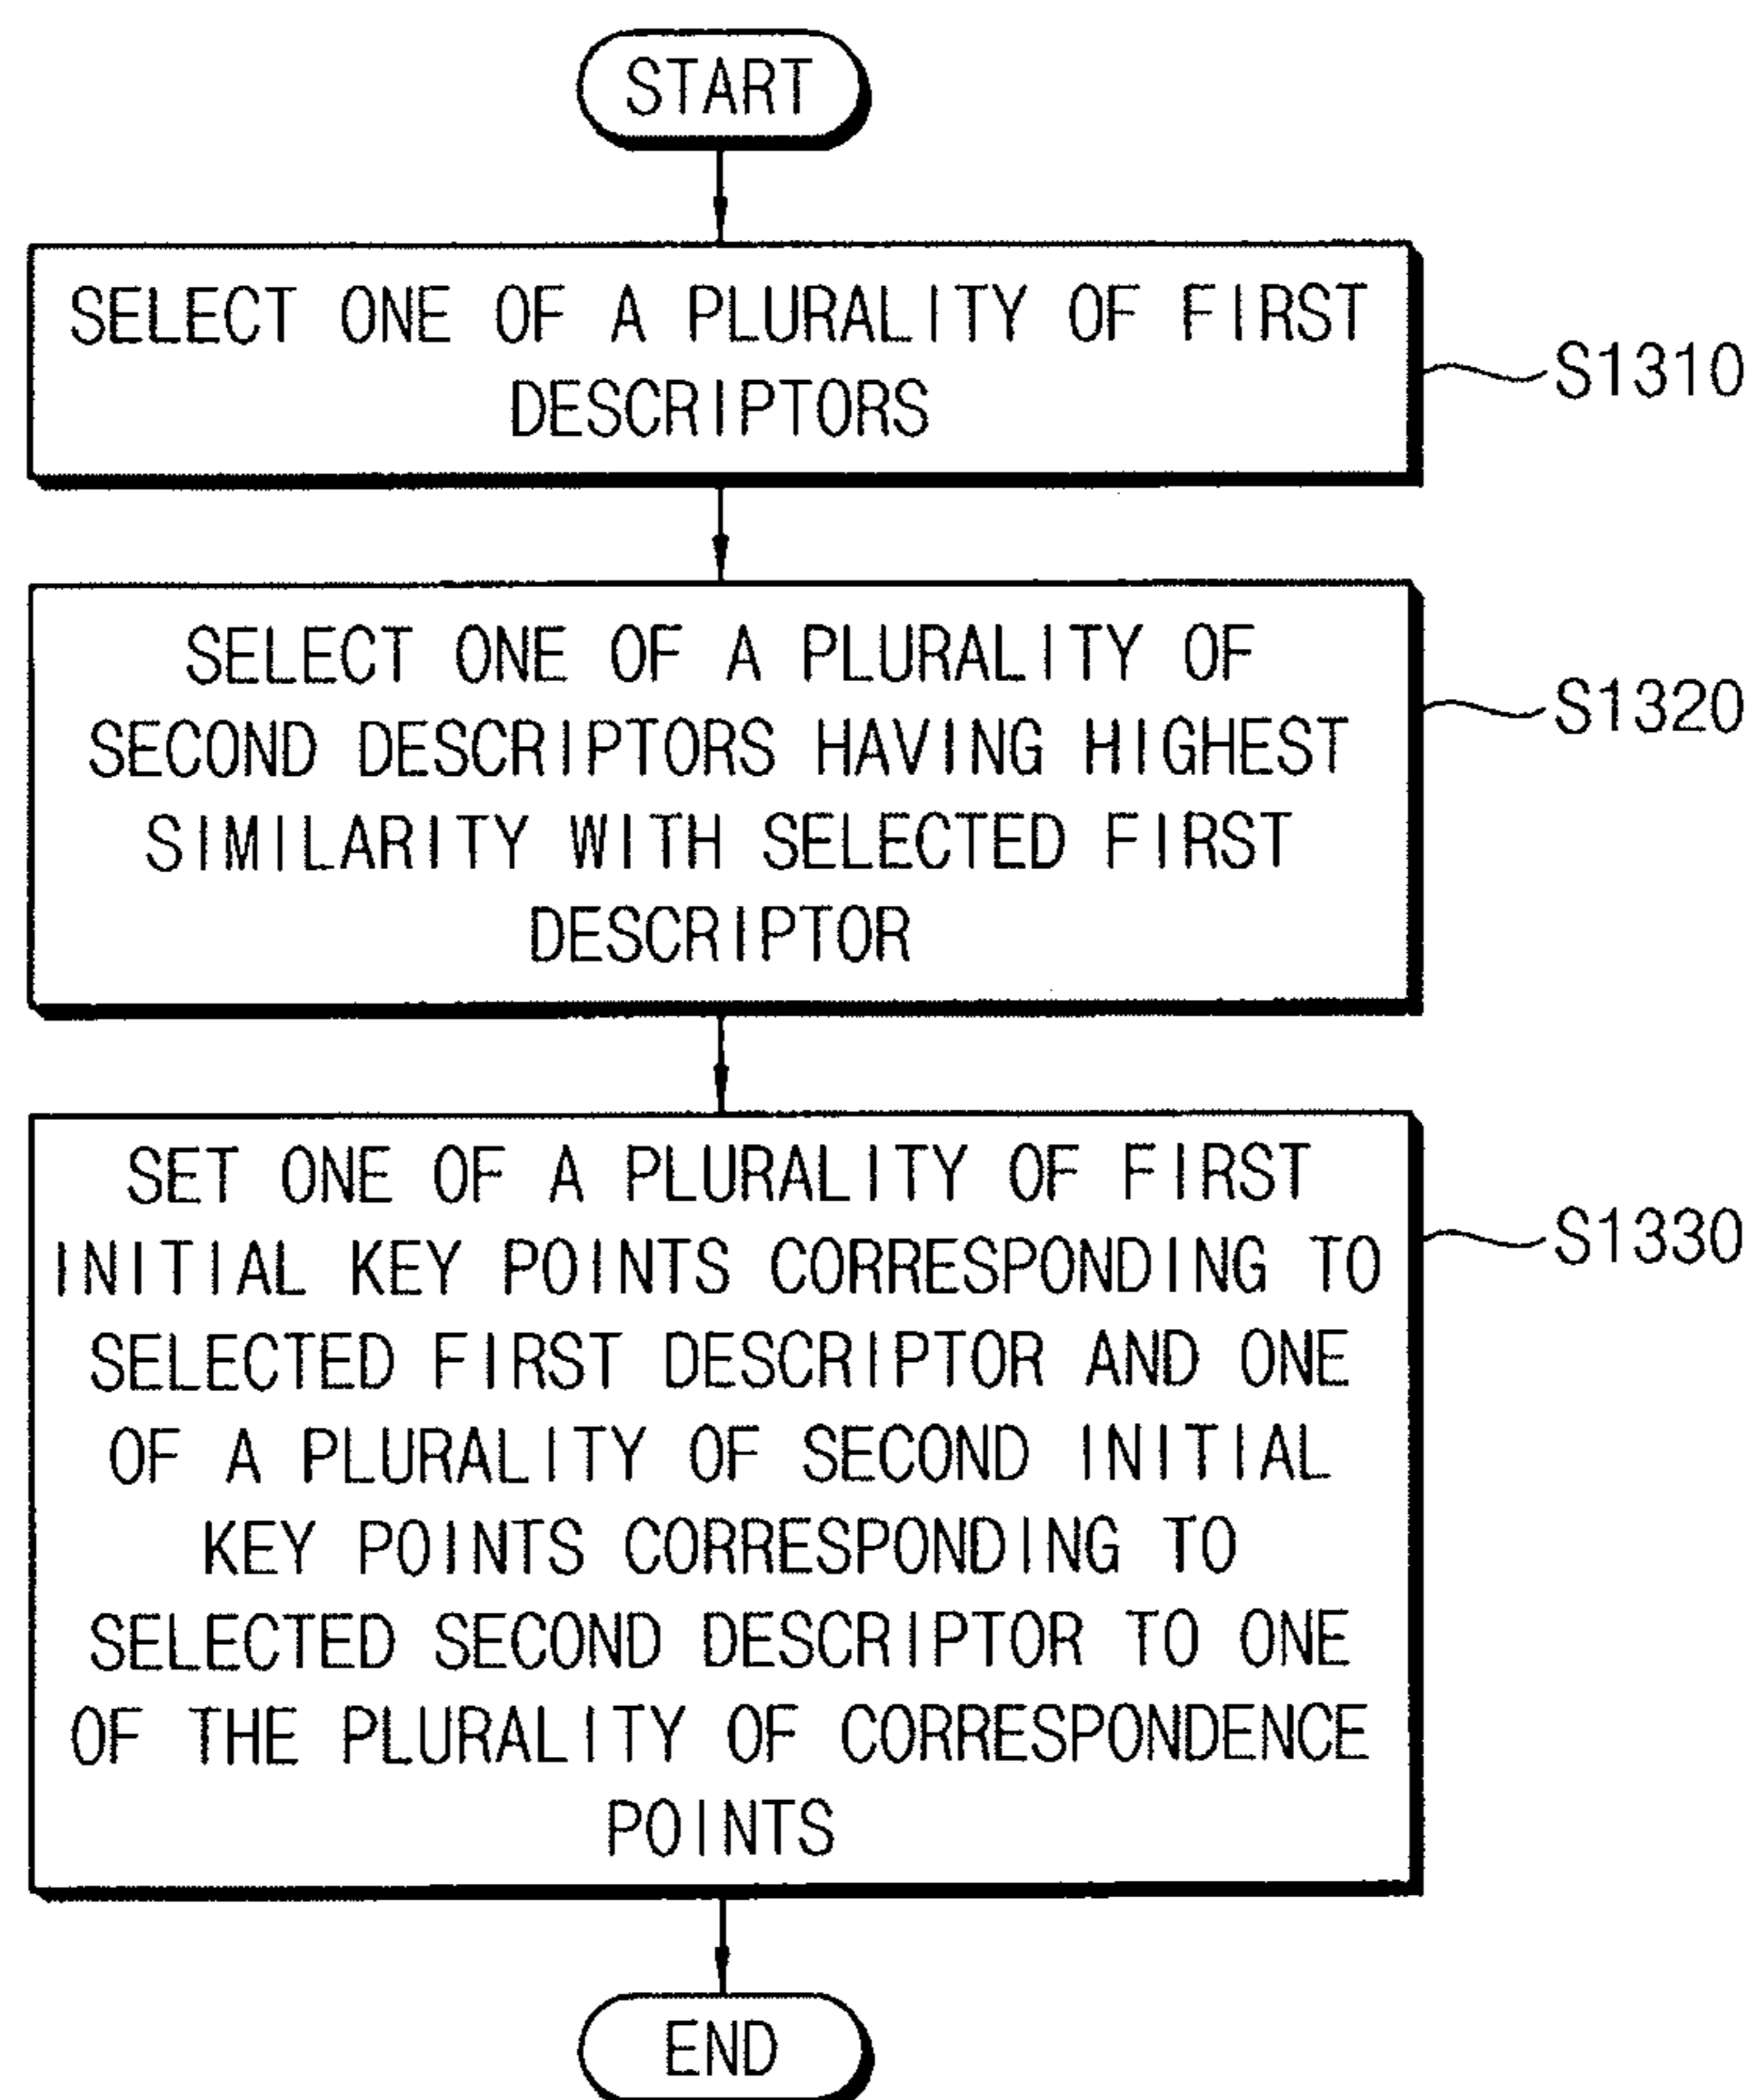 START
SELECT ONE OF A PLURALITY OF FIRST
DESCRIPTORS
S1310
SELECT ONE OF A PLURALITY OF
SECOND DESCRIPTORS HAVING HIGHEST
SIMILARITY WITH SELECTED FIRST
DESCRIPTOR
S1320
SET ONE OF A PLURALITY OF FIRST
INITIAL KEY POINTS CORRESPONDING TO
SELECTED FIRST DESCRIPTOR AND ONE
OF A PLURALITY OF SECOND INITIAL
KEY POINTS CORRESPONDING TO
SELECTED SECOND DESCRIPTOR TO ONE
OF THE PLURALITY OF CORRESPONDENCE
POINTS
S1330
END